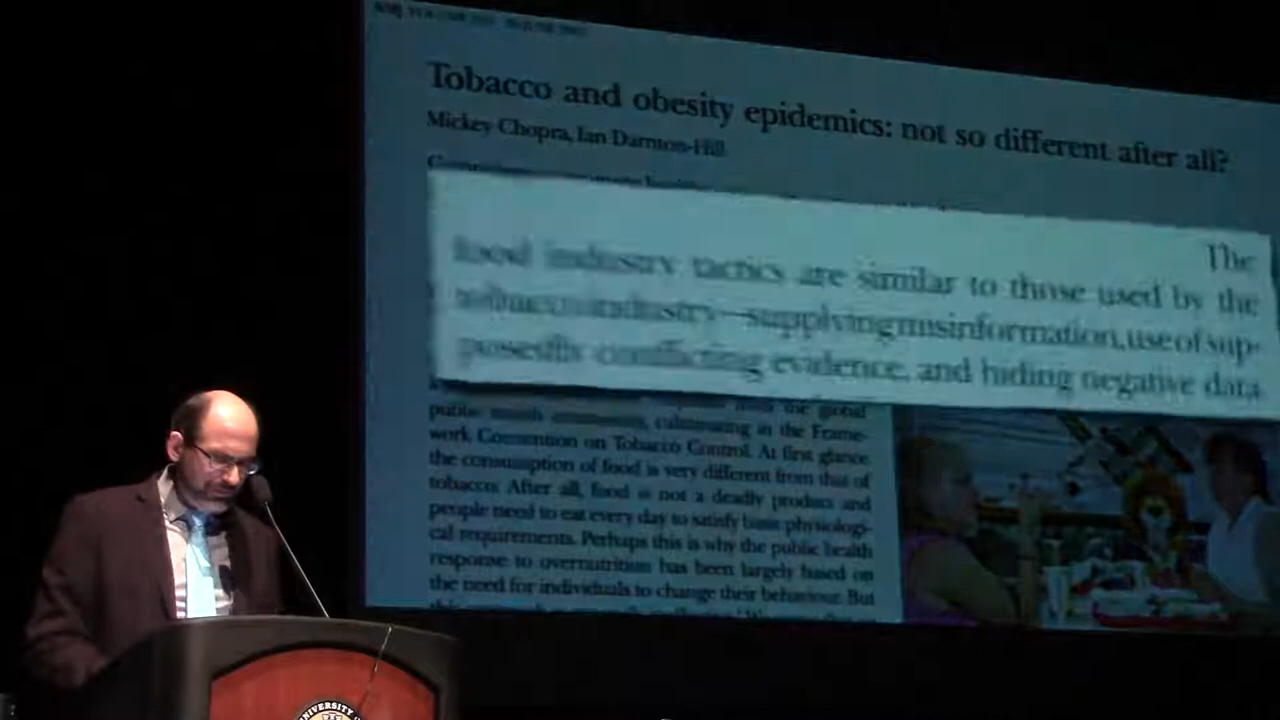 Tobacco and obesity epidemics: not so different after all?
Mickey Chopra, Ian Darnton-Hill
The
food industry tactics are similar to those used by the
tobacco industry—supplying misinformation, use of sup-
posedly conflicting evidence, and hiding negative data
the global
public health community, culminating in the Frame-
work Convention on Tobacco Control. At first glance
the consumption of food is very different from that of
tobacco. After all, food is not a deadly product and
people need to eat every day to satisfy basic physiologi-
cal requirements. Perhaps this is why the public health
response to overnutrition has been largely based on
the need for individuals to change their behaviour. But
UNIVERSITY